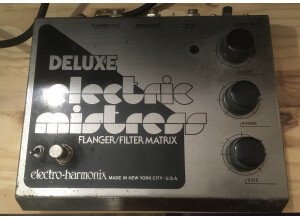 DELUXE
electric
mistress
FLANGER/FILTER MATRIX
electro-harmonix MADE IN NEW YORK CITY - U.S.A.
RANGE
RATE